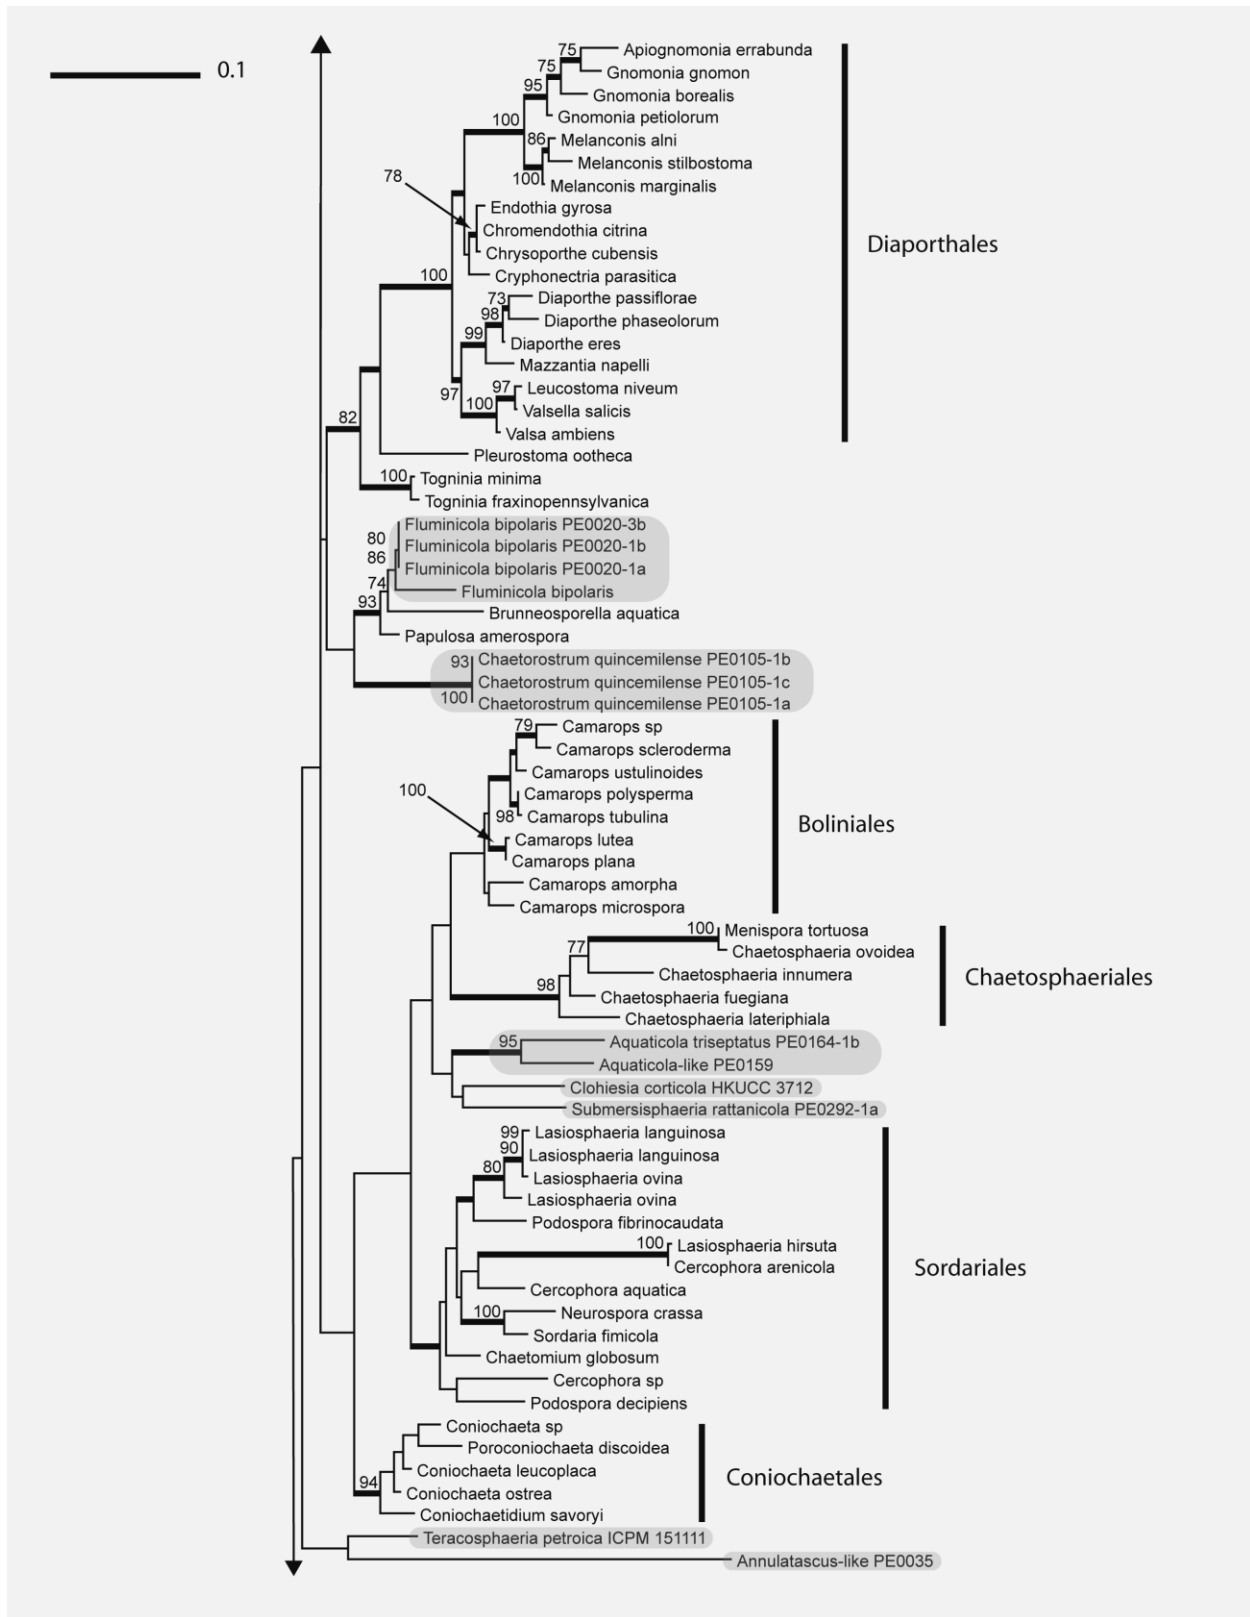 0.1
75
Apiognomonia errabunda
75
Gnomonia gnomon
95
Gnomonia borealis
Gnomonia petiolorum
100
86
Melanconis alni
Melanconis stilbostoma
100
Melanconis marginalis
78
Endothia gyrosa
Chromendothia citrina
Chrysoporthe cubensis
Cryphonectria parasitica
Diaporthales
100
73
Diaporthe passiflorae
98
Diaporthe phaseolorum
99
Diaporthe eres
Mazzantia napelli
97
97
Leucostoma niveum
100
Valsella salicis
Valsa ambiens
82
Pleurostoma ootheca
100
Togninia minima
Togninia fraxinopennsylvanica
Fluminicola bipolaris PE0020-3b
80
Fluminicola bipolaris PE0020-1b
86
Fluminicola bipolaris PE0020-1a
74
Fluminicola bipolaris
93
Brunneosporella aquatica
Papulosa amerospora
93
Chaetorostrum quincemilense PE0105-1b
Chaetorostrum quincemilense PE0105-1c
100
Chaetorostrum quincemilense PE0105-1a
79
Camarops sp
Camarops scleroderma
Camarops ustulinoides
100
Camarops polysperma
98
Camarops tubulina
Camarops lutea
Camarops plana
Camarops amorpha
Camarops microspora
Boliniales
100
Menispora tortuosa
77
Chaetosphaeria ovoidea
Chaetosphaeria innumera
98
Chaetosphaeria fuegiana
Chaetosphaeria lateriphiala
Chaetosphaeriales
95
Aquaticola triseptatus PE0164-1b
Aquaticola-like PE0159
Clohiesia corticola HKUCC 3712
Submersisphaeria rattanicola PE0292-1a
99
Lasiosphaeria languinosa
90
Lasiosphaeria languinosa
80
Lasiosphaeria ovina
Lasiosphaeria ovina
Podospora fibrinocaudata
100
Lasiosphaeria hirsuta
Cercophora arenicola
Cercophora aquatica
100
Neurospora crassa
Sordaria fimicola
Chaetomium globosum
Cercophora sp
Podospora decipiens
Sordariales
Coniochaeta sp
Poroconiochaeta discoidea
Coniochaeta leucoplaca
94
Coniochaeta ostrea
Coniochaetidium savoryi
Coniochaetales
Teracosphaeria petroica ICPM 151111
Annulatascus-like PE0035